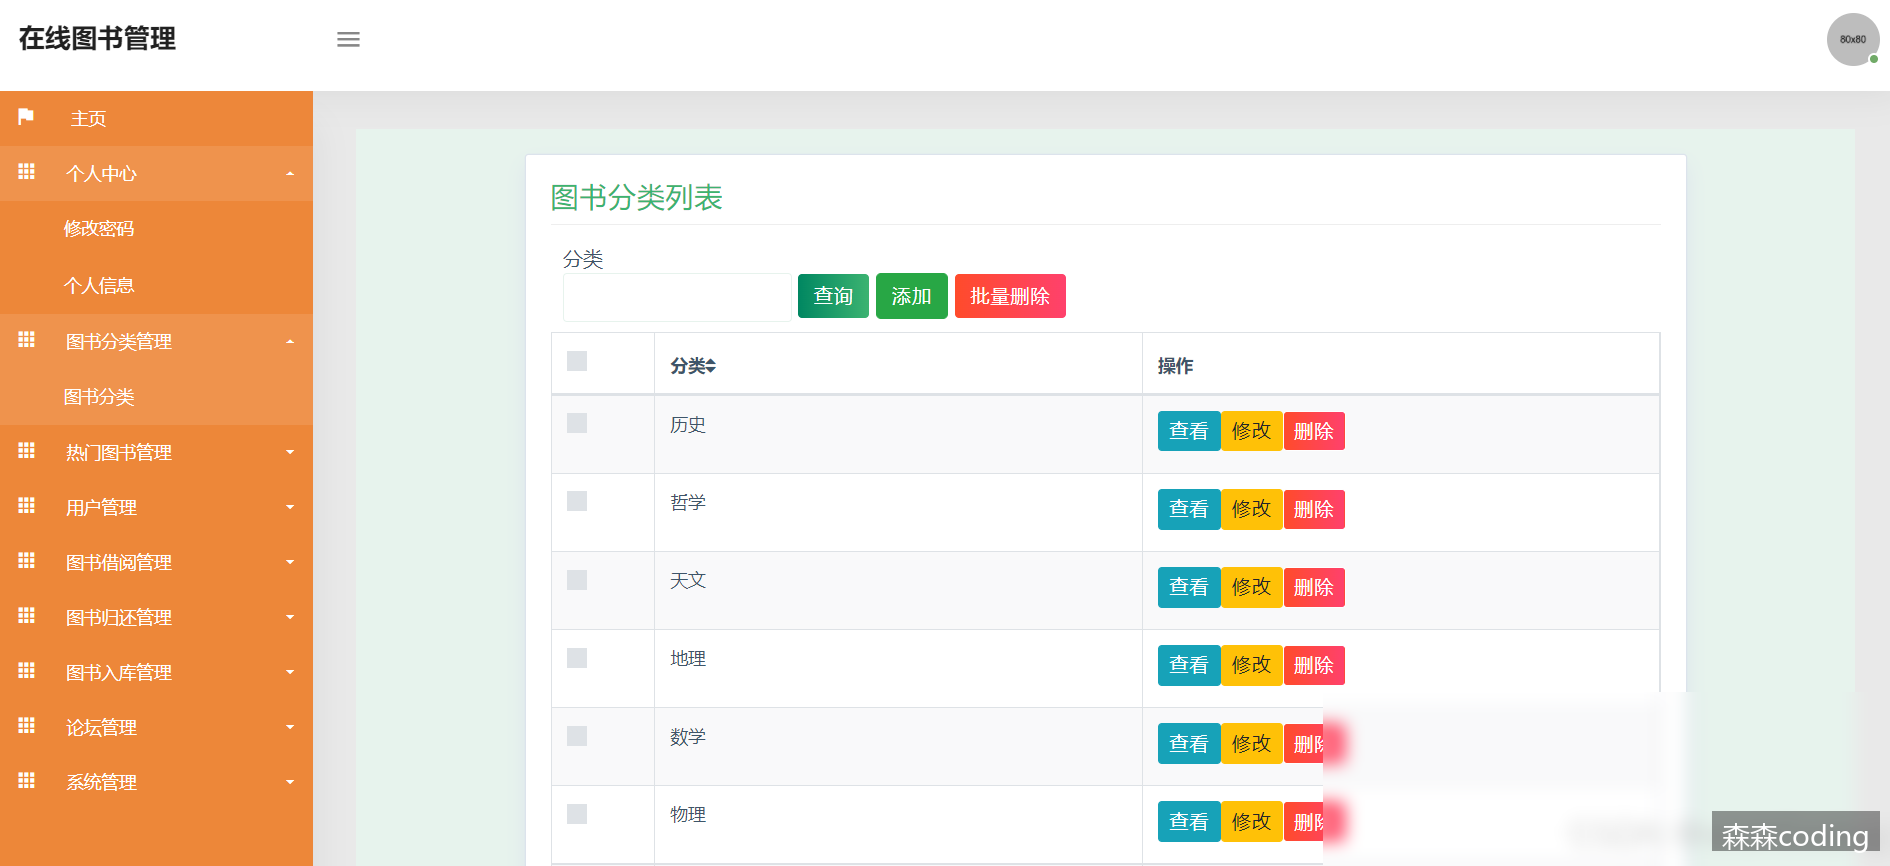 在线图书管理
80x80
主页
个人中心
修改密码
个人信息
图书分类管理
图书分类
热门图书管理
用户管理
图书借阅管理
图书归还管理
图书入库管理
论坛管理
系统管理
图书分类列表
分类
查询 添加 批量删除
分类 操作
历史 查看 修改 删除
哲学 查看 修改 删除
天文 查看 修改 删除
地理 查看 修改 删除
数学 查看 修改 删除
物理 查看 修改 删除
森森coding